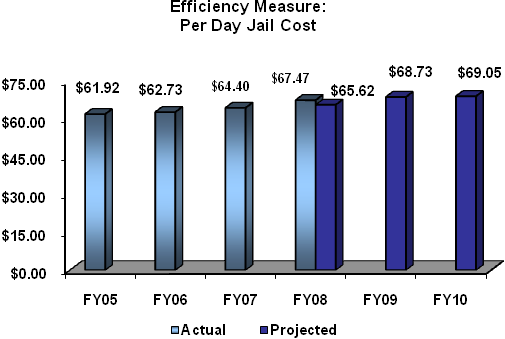 Efficiency Measure:
Per Day Jail Cost
$75.00
$60.00
$45.00
$30.00
$15.00
$0.00
$61.92
$62.73
$64.40
$67.47
$65.62
$68.73
$69.05
FY05
FY06
FY07
FY08
FY09
FY10
Actual
Projected